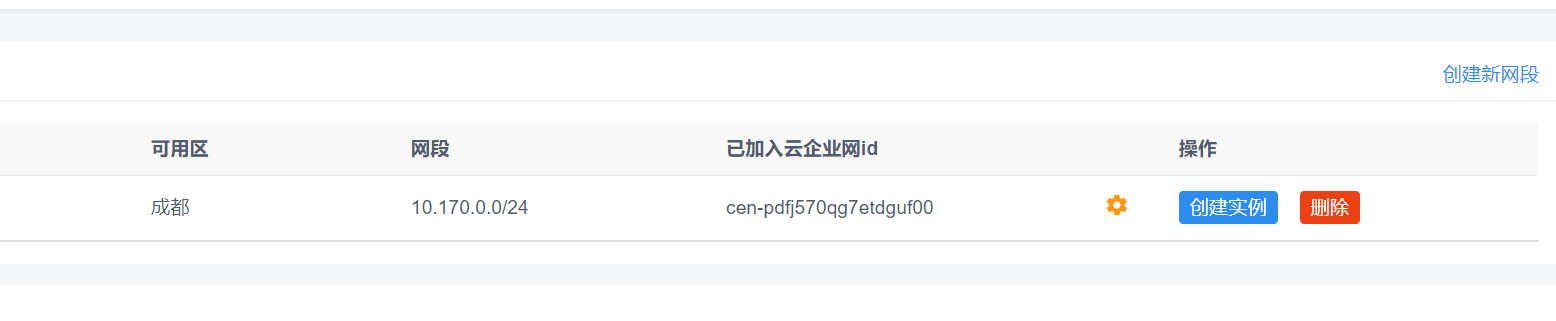 创建新网段
可用区 网段 已加入云企业网id 操作
成都 10.170.0.0/24 cen-pdfj570qg7etdguf00 创建实例 删除